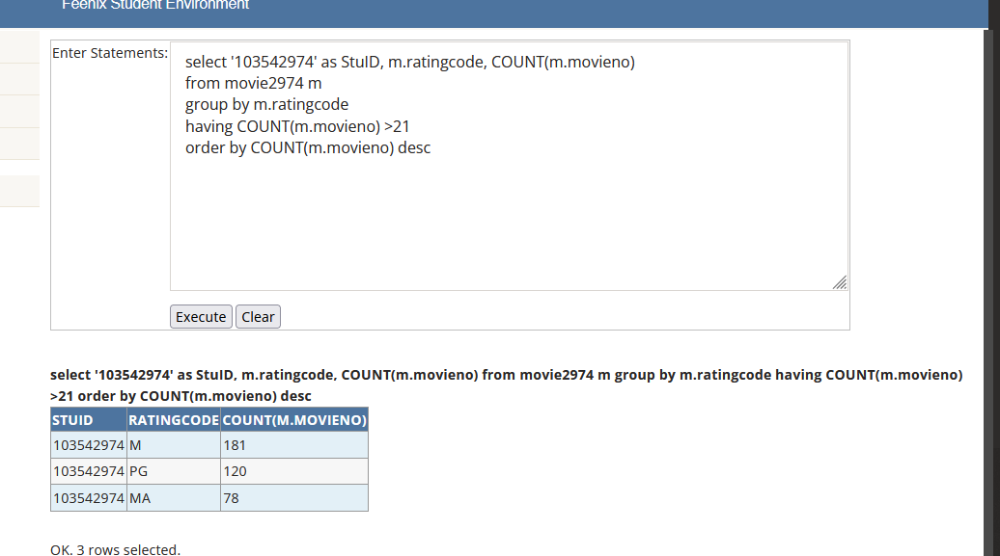 Feenix Student Environment
Enter Statements:
select '103542974' as StuID, m.ratingcode, COUNT(m.movieno)
from movie2974 m
group by m.ratingcode
having COUNT(m.movieno) >21
order by COUNT(m.movieno) desc
Execute Clear
select '103542974' as StuID, m.ratingcode, COUNT(m.movieno) from movie2974 m group by m.ratingcode having COUNT(m.movieno)
>21 order by COUNT(m.movieno) desc
STUID RATINGCODE COUNT(M.MOVIENO)
103542974 M 181
103542974 PG 120
103542974 MA 78
OK. 3 rows selected.